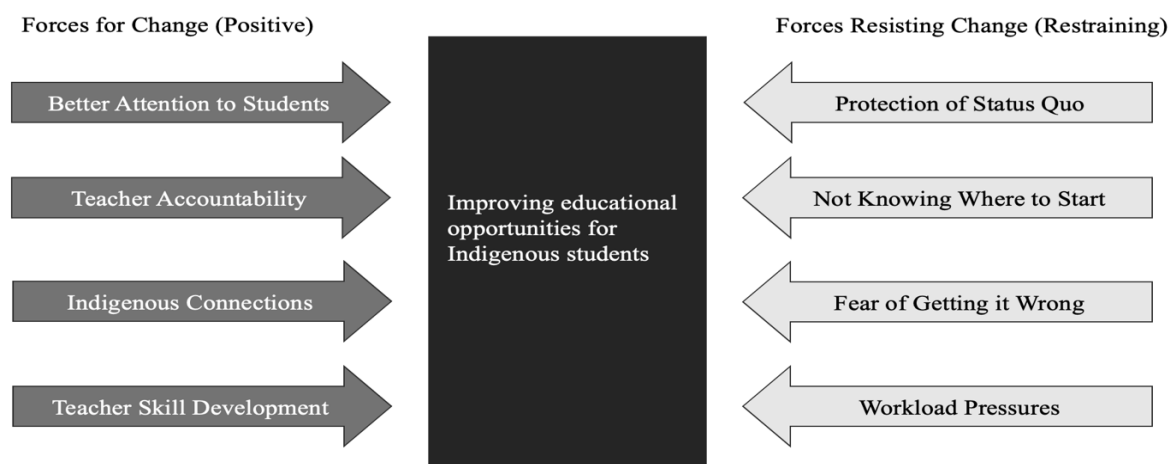 Forces for Change (Positive)
Forces Resisting Change (Restraining)
Better Attention to Students
Protection of Status Quo
Teacher Accountability
Not Knowing Where to Start
Improving educational
opportunities for
Indigenous students
Indigenous Connections
Fear of Getting it Wrong
Teacher Skill Development
Workload Pressures